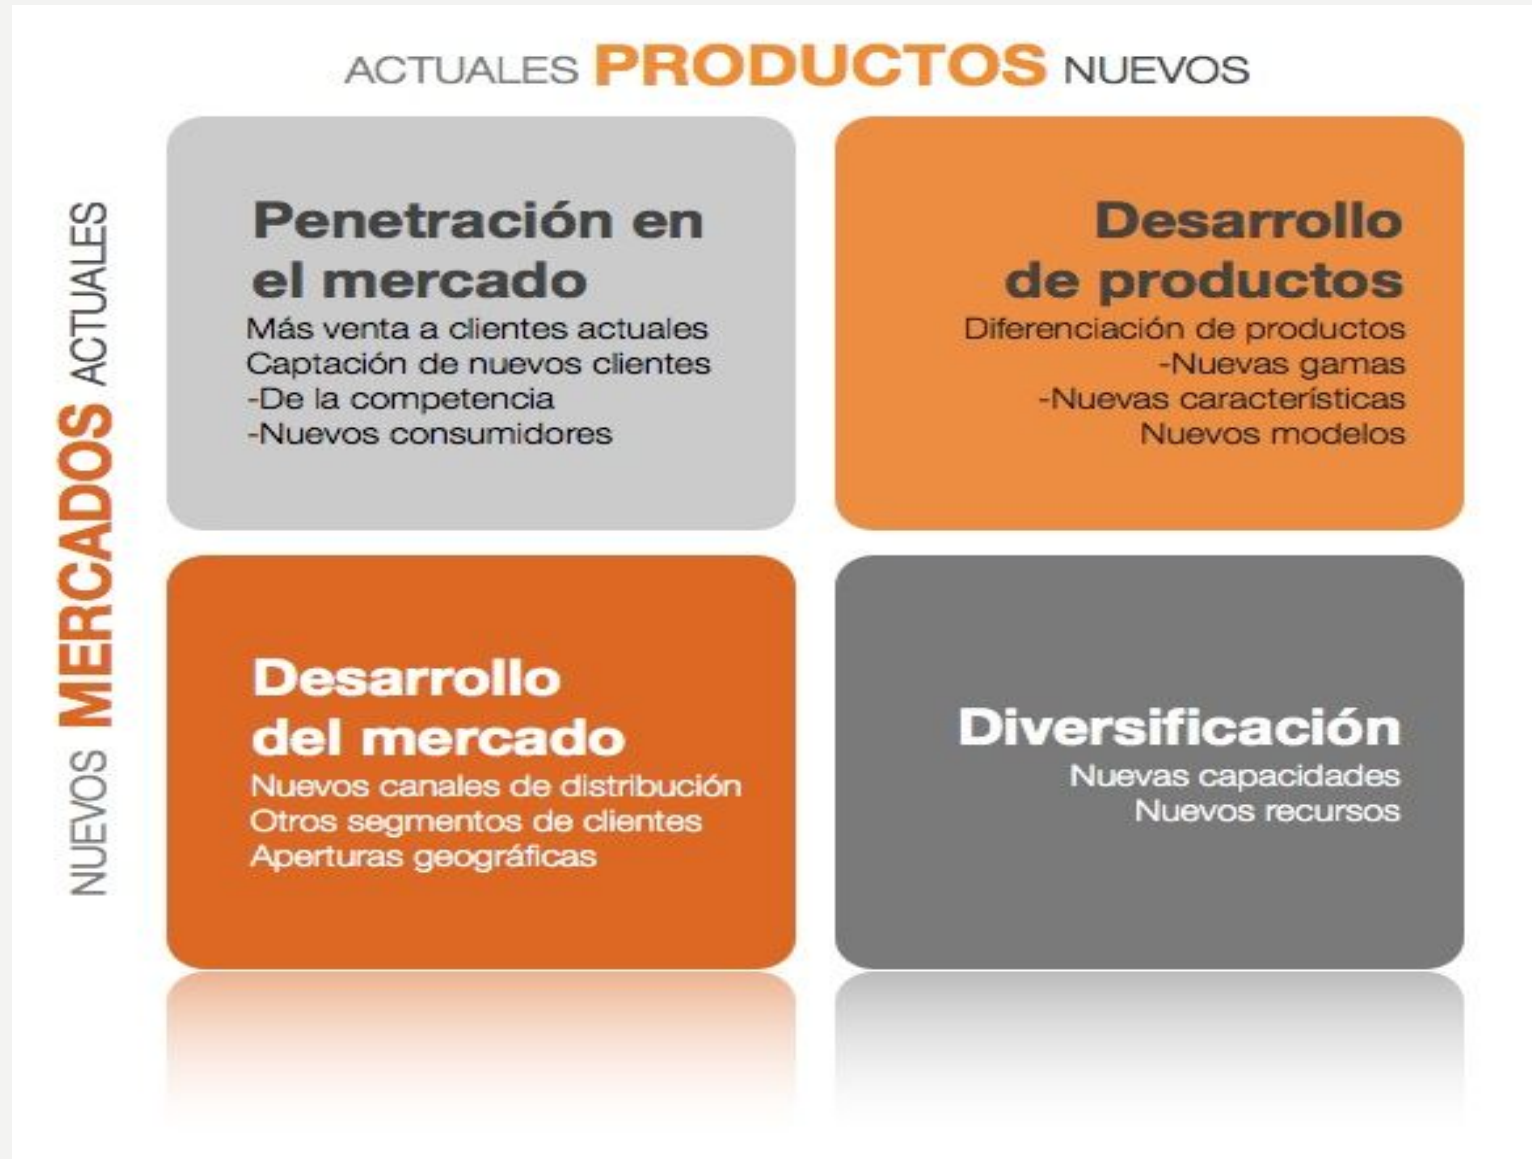 ACTUALES PRODUCTOS NUEVOS
NUEVOS MERCADOS ACTUALES
Penetración en
el mercado
Más venta a clientes actuales
Captación de nuevos clientes
-De la competencia
-Nuevos consumidores
Desarrollo
de productos
Diferenciación de productos
-Nuevas gamas
-Nuevas características
Nuevos modelos
Desarrollo
del mercado
Nuevos canales de distribución
Otros segmentos de clientes
Aperturas geográficas
Diversificación
Nuevas capacidades
Nuevos recursos